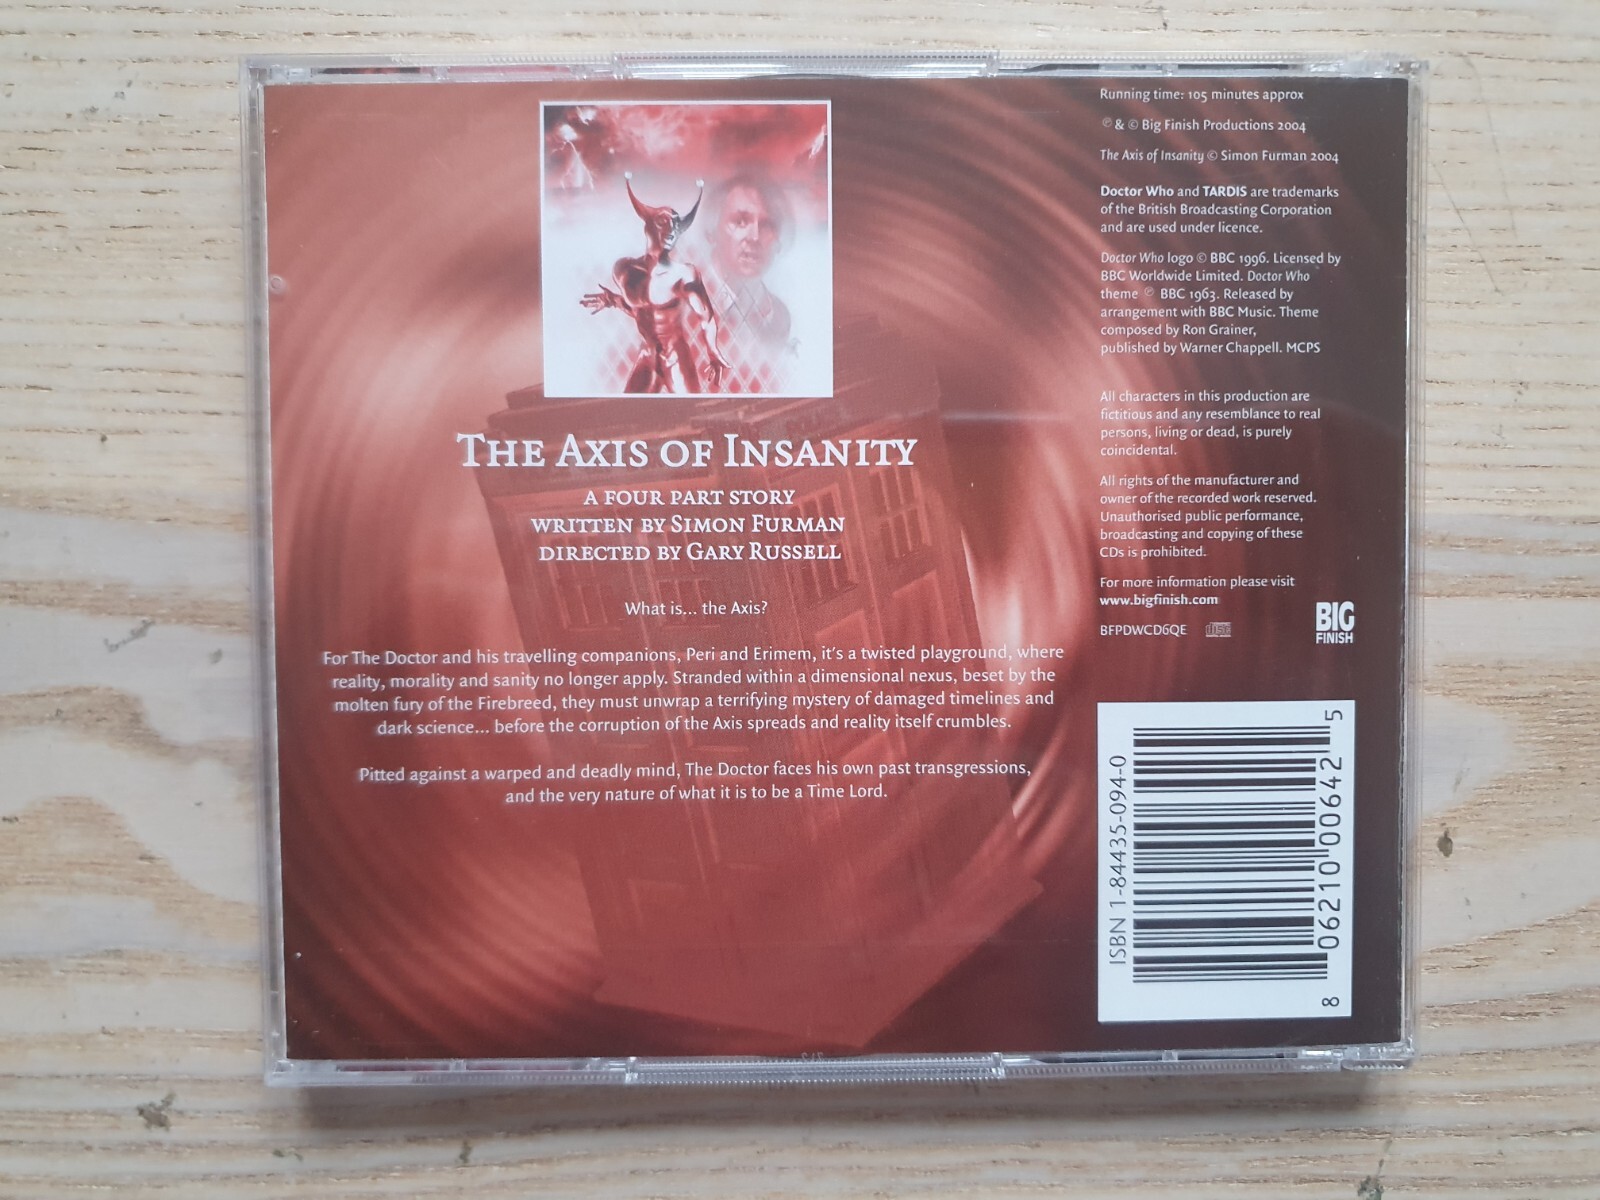 THE AXIS OF INSANITY
A FOUR PART STORY
WRITTEN BY SIMON FURMAN
DIRECTED BY GARY RUSSELL
What is... the Axis?
For The Doctor and his travelling companions, Peri and Erimem, it's a twisted playground, where
reality, morality and sanity no longer apply. Stranded within a dimensional nexus, beset by the
molten fury of the Firebreed, they must unwrap a terrifying mystery of damaged timelines and
dark science... before the corruption of the Axis spreads and reality itself crumbles.
Pitted against a warped and deadly mind, The Doctor faces his own past transgressions,
and the very nature of what it is to be a Time Lord.
Running time: 105 minutes approx
℗ & © Big Finish Productions 2004
The Axis of Insanity © Simon Furman 2004
Doctor Who and TARDIS are trademarks
of the British Broadcasting Corporation
and are used under licence.
Doctor Who logo © BBC 1996. Licensed by
BBC Worldwide Limited. Doctor Who
theme ℗ BBC 1963. Released by
arrangement with BBC Music. Theme
composed by Ron Grainer,
published by Warner Chappell. MCPS
All characters in this production are
fictitious and any resemblance to real
persons, living or dead, is purely
coincidental.
All rights of the manufacturer and
owner of the recorded work reserved.
Unauthorised public performance,
broadcasting and copying of these
CDs is prohibited.
For more information please visit
www.bigfinish.com
BFPDWCD6QE
disc
BIG
FINISH
ISBN 1-84435-094-0
8 06210 00642 5